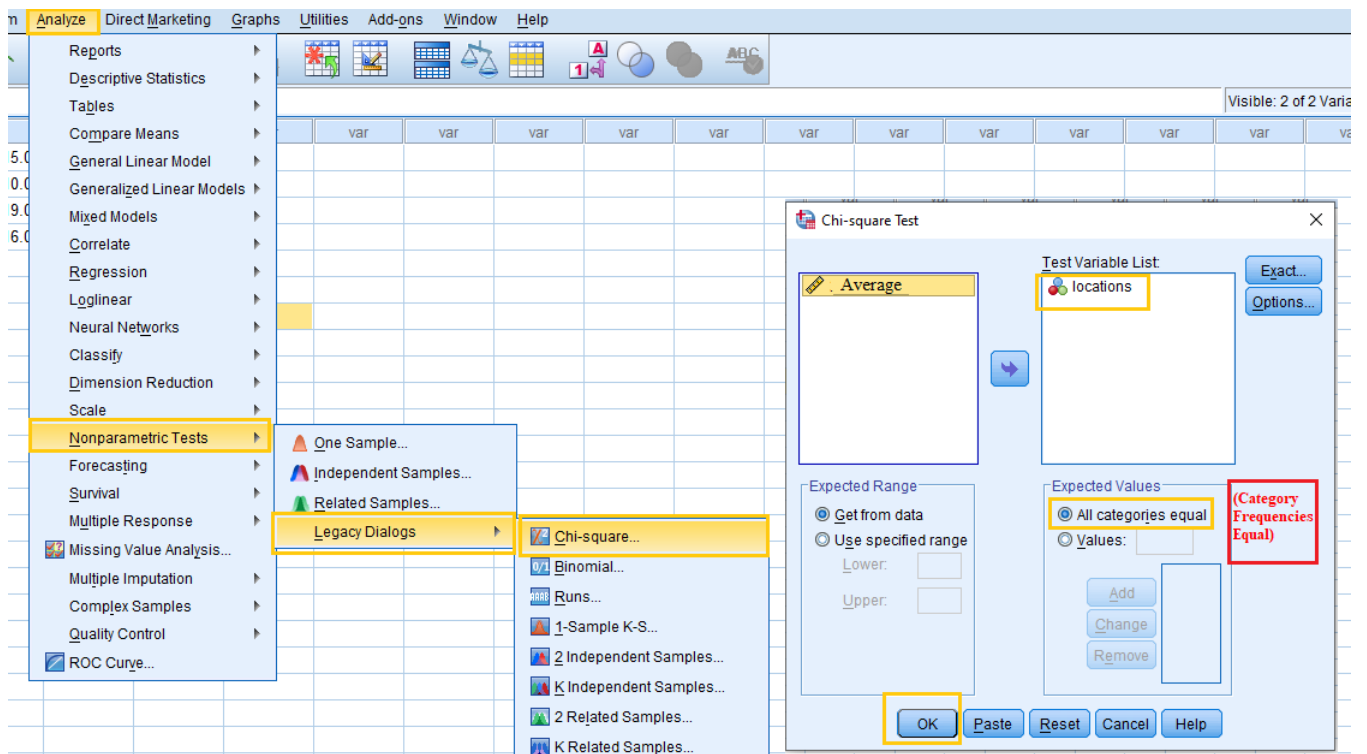 m Analyze Direct Marketing Graphs Utilities Add-ons Window Help
Reports
Descriptive Statistics
Tables
Compare Means
General Linear Model
Generalized Linear Models
Mixed Models
Correlate
Regression
Loglinear
Neural Networks
Classify
Dimension Reduction
Scale
Nonparametric Tests
Forecasting
Survival
Multiple Response
Missing Value Analysis...
Multiple Imputation
Complex Samples
Quality Control
ROC Curve...
A
1
ABC
Visible: 2 of 2 Varia
var var var var var var var var var var var va
5.0
0.0
9.0
6.0
One Sample...
Independent Samples...
Related Samples...
Legacy Dialogs
Chi-square...
0/1 Binomial...
AAAB Runs...
1-Sample K-S...
2 Independent Samples...
K Independent Samples...
2 Related Samples...
K Related Samples...
Chi-square Test
Test Variable List:
. Average
locations
Exact...
Options...
Expected Range
Get from data
Use specified range
Lower:
Upper:
Expected Values
All categories equal
Values:
Add
Change
Remove
(Category
Frequencies
Equal)
OK Paste Reset Cancel Help